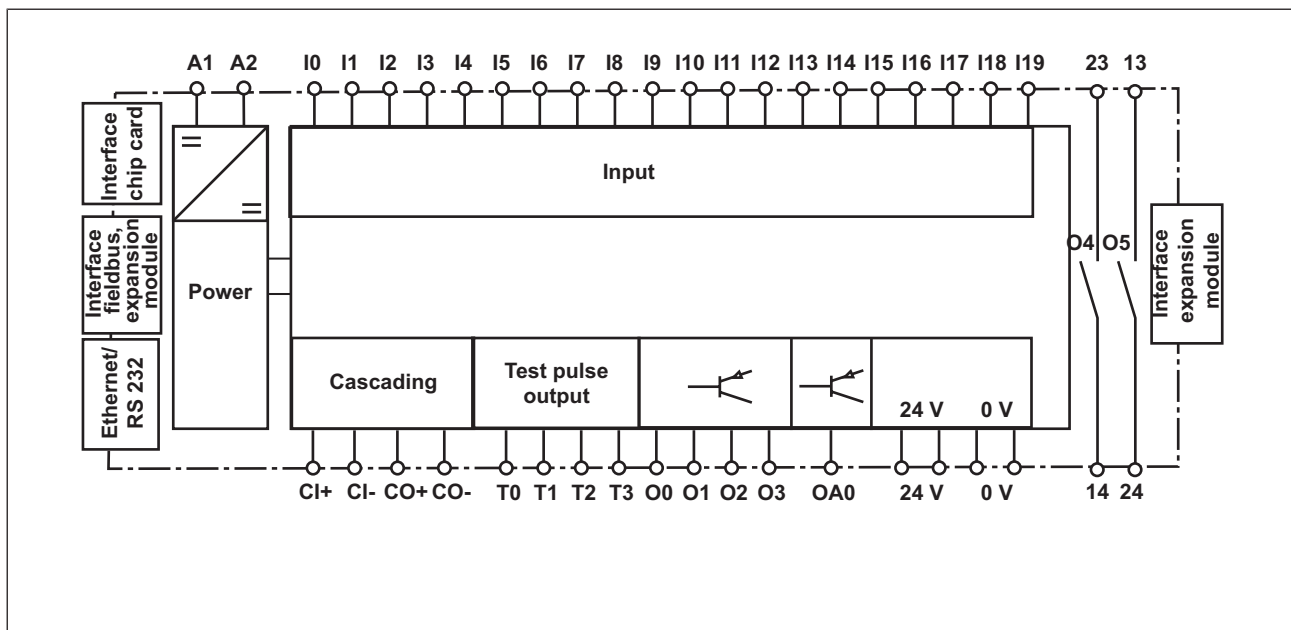 A1 A2 I0 I1 I2 I3 I4 I5 I6 I7 I8 I9 I10 I11 I12 I13 I14 I15 I16 I17 I18 I19 23 13
Interface
chip card
Interface
fieldbus,
expansion
module
Ethernet/
RS 232
Power
Input
O4 O5
Interface
expansion
module
Cascading
Test pulse
output
24 V 0 V
CI+ CI- CO+ CO- T0 T1 T2 T3 O0 O1 O2 O3 OA0 24 V 0 V 14 24